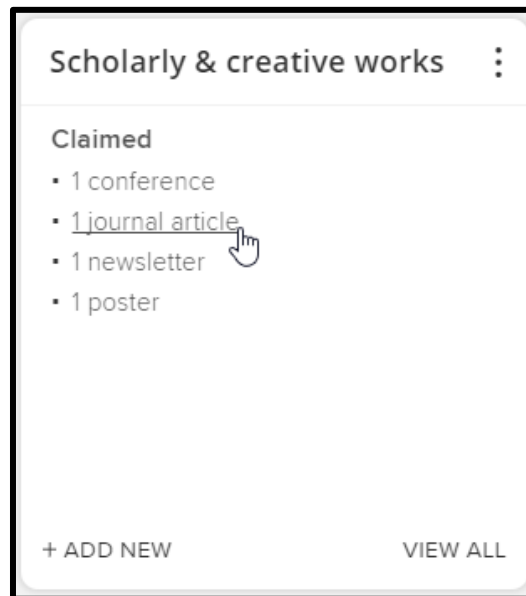 Scholarly & creative works
Claimed
▪ 1 conference
▪ 1 journal article
▪ 1 newsletter
▪ 1 poster
+ ADD NEW VIEW ALL